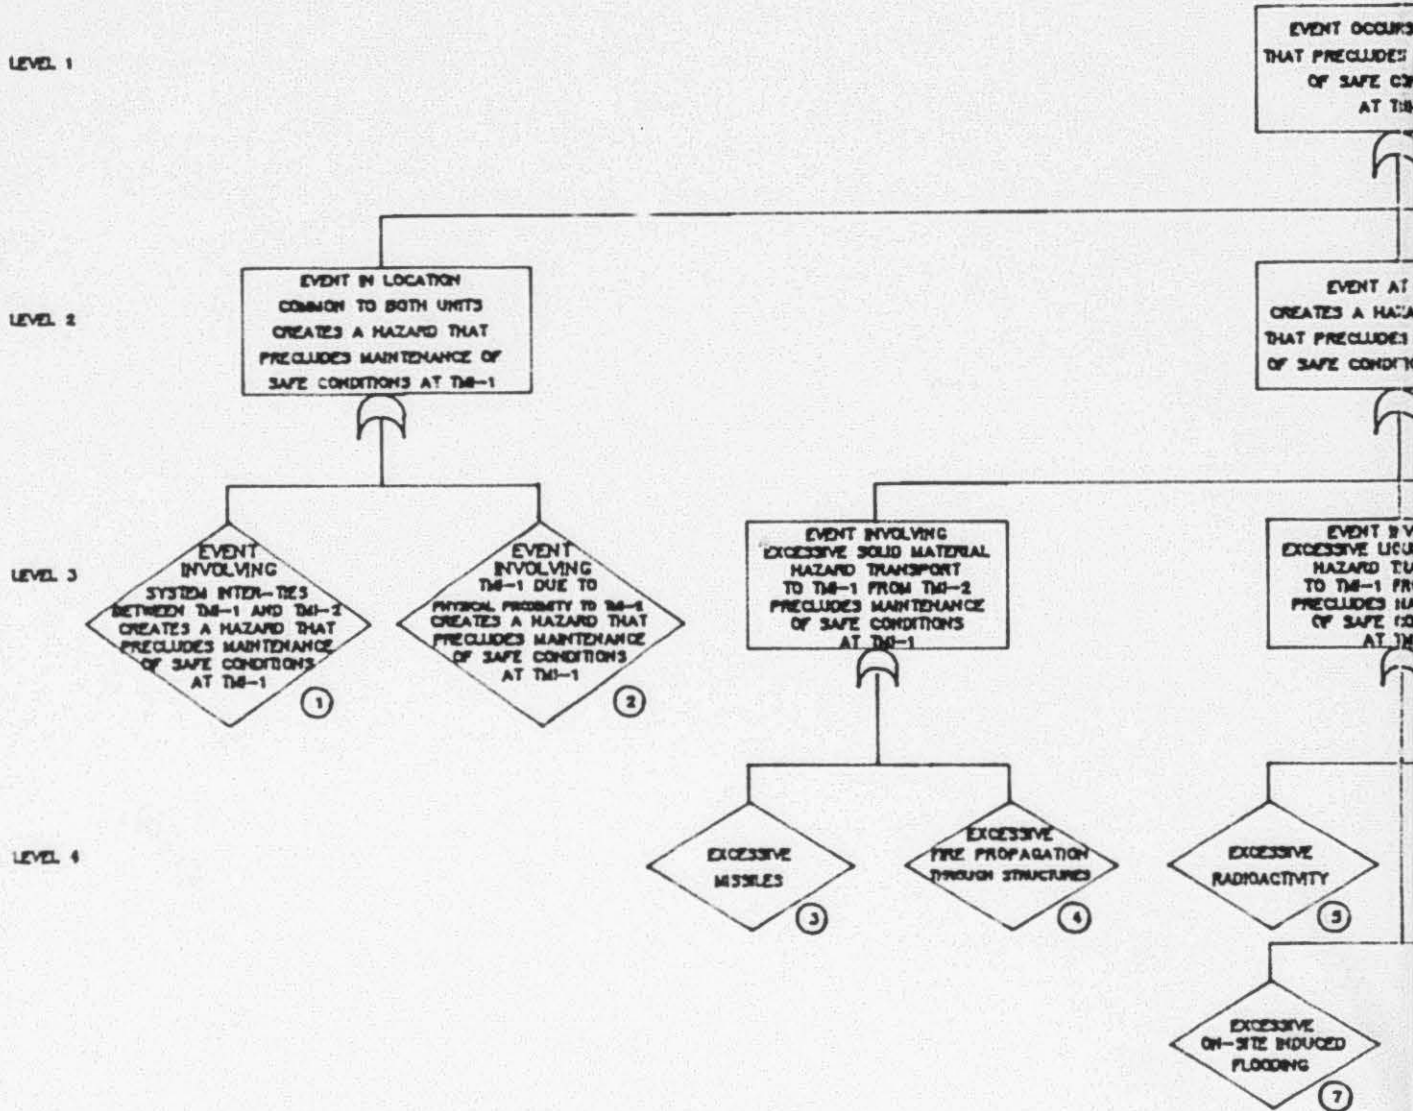 LEVEL 1
EVENT OCCURS
THAT PRECLUDES
OF SAFE
AT
LEVEL 2
EVENT IN LOCATION
COMMON TO BOTH UNITS
CREATES A HAZARD THAT
PRECLUDES MAINTENANCE OF
SAFE CONDITIONS AT TMI-1
EVENT AT
CREATES A
THAT PRECLUDES
OF SAFE
LEVEL 3
EVENT
INVOLVING
SYSTEM INTER-TIES
BETWEEN TMI-1 AND TMI-2
CREATES A HAZARD THAT
PRECLUDES MAINTENANCE
OF SAFE CONDITIONS
AT TMI-1
1
EVENT
INVOLVING
TMI-1 DUE TO
PHYSICAL PROXIMITY TO
CREATES A HAZARD THAT
PRECLUDES MAINTENANCE
OF SAFE CONDITIONS
AT TMI-1
2
EVENT INVOLVING
EXCESSIVE SOLID MATERIAL
HAZARD TRANSPORT
TO TMI-1 FROM TMI-2
PRECLUDES MAINTENANCE
OF SAFE CONDITIONS
AT TMI-1
EVENT
EXCESSIVE
HAZARD
TO TMI-1
PRECLUDES
OF SAFE
AT
LEVEL 4
EXCESSIVE
MISSILES
3
EXCESSIVE
FIRE PROPAGATION
THROUGH STRUCTURES
4
EXCESSIVE
RADIOACTIVITY
5
EXCESSIVE
ON-SITE INDUCED
FLOODING
7